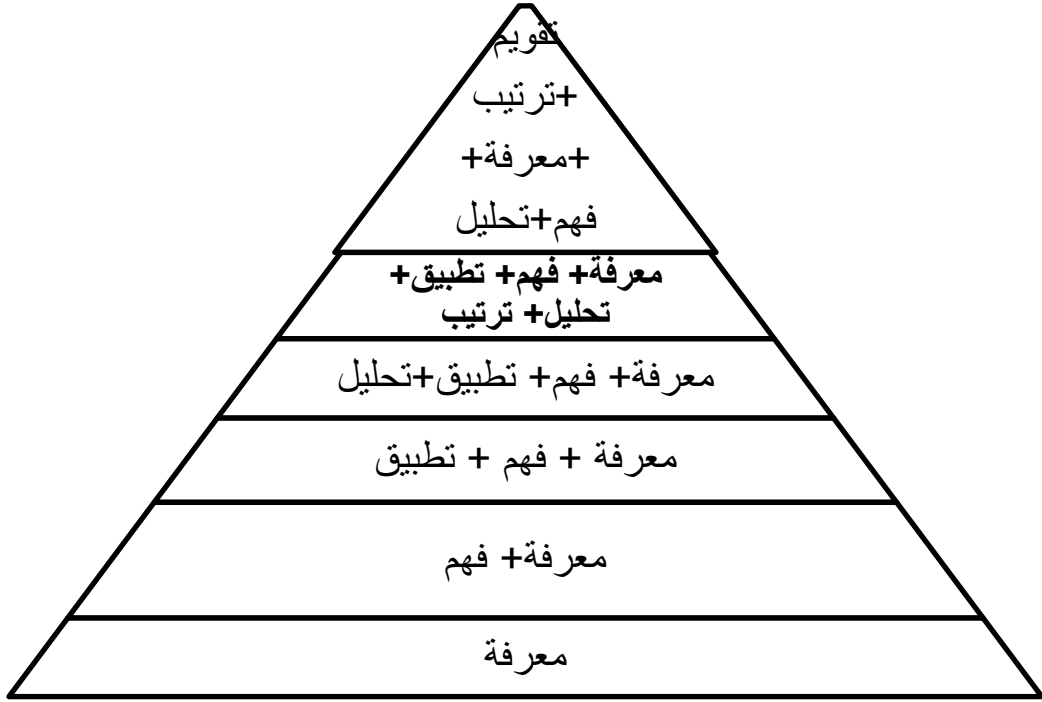 تقويم
+ترتيب
+معرفة+
فهم+تحليل
معرفة+ فهم+ تطبيق+
تحليل+ ترتيب
معرفة+ فهم+ تطبيق+تحليل
معرفة + فهم + تطبيق
معرفة+ فهم
معرفة